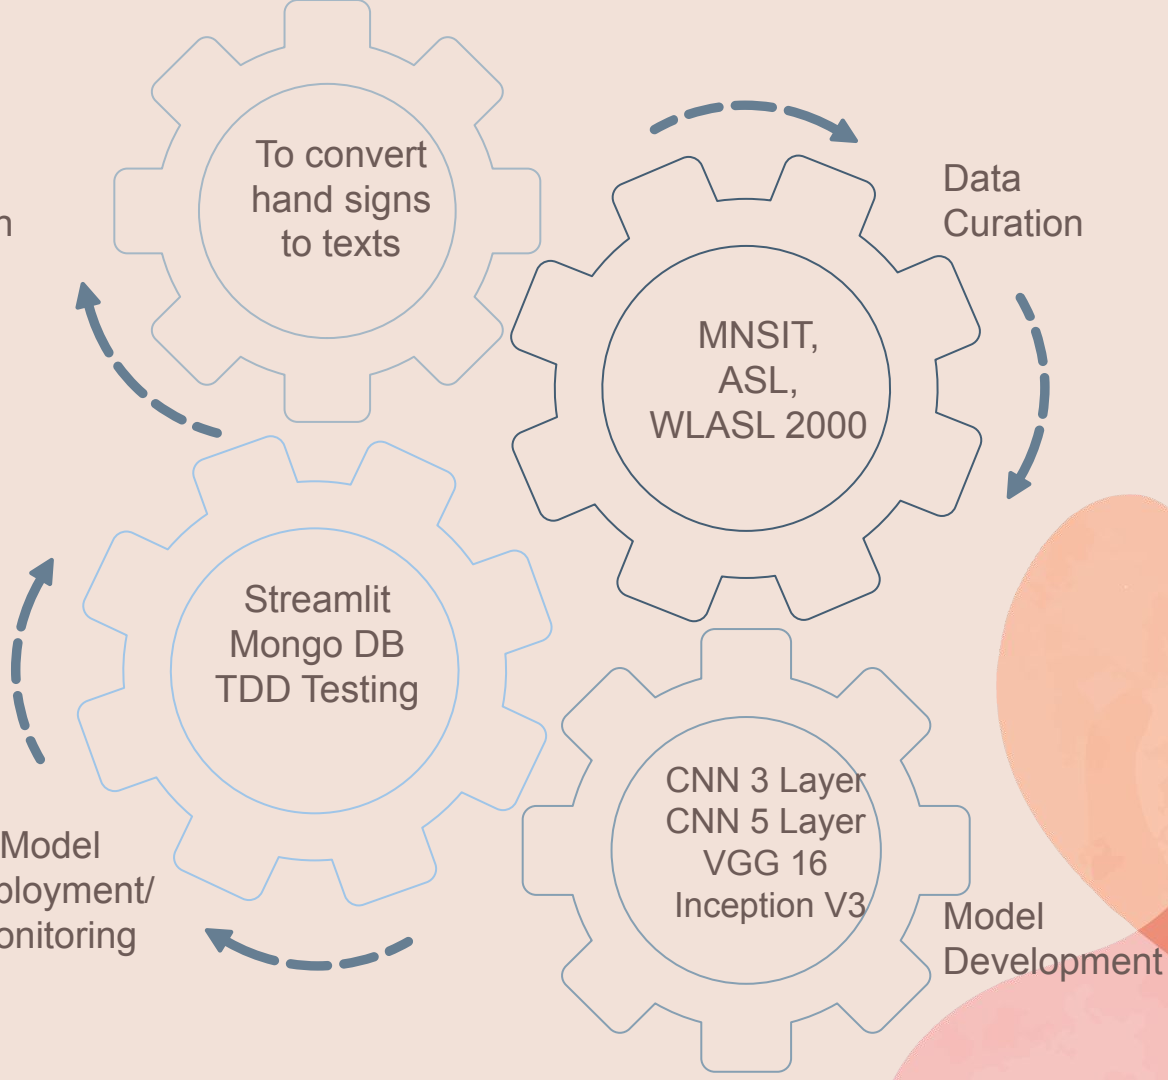 To convert
hand signs
to texts
n
Data
Curation
MNSIT,
ASL,
WLASL 2000
Streamlit
Mongo DB
TDD Testing
CNN 3 Layer
CNN 5 Layer
VGG 16
Inception V3
Model
Development
Model
ployment/
onitoring